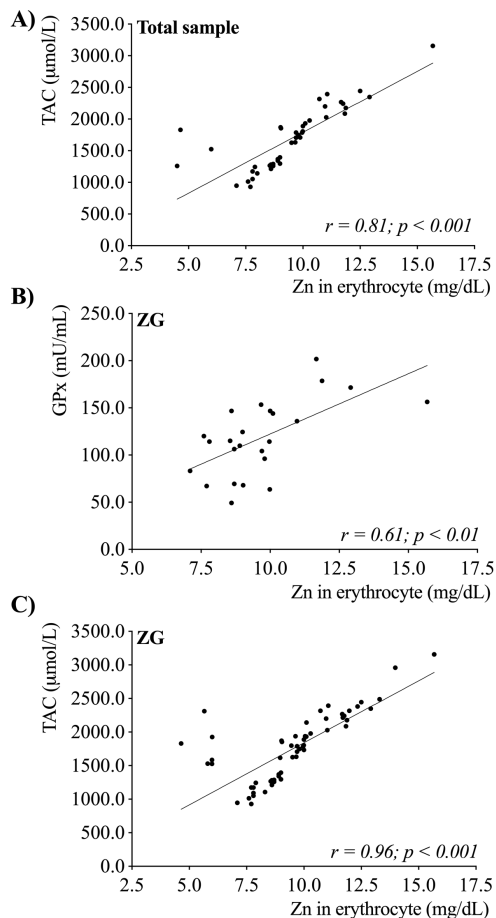 A)
Total sample
TAC (μmol/L)
3500.0
3000.0
2500.0
2000.0
1500.0
1000.0
500.0
0.0
r = 0.81; p < 0.001
2.5 5.0 7.5 10.0 12.5 15.0 17.5
Zn in erythrocyte (mg/dL)
B)
ZG
GPx (mU/mL)
250.0
200.0
150.0
100.0
50.0
0.0
r = 0.61; p < 0.01
5.0 7.5 10.0 12.5 15.0 17.5
Zn in erythrocyte (mg/dL)
C)
ZG
TAC (μmol/L)
3500.0
3000.0
2500.0
2000.0
1500.0
1000.0
500.0
0.0
r = 0.96; p < 0.001
2.5 5.0 7.5 10.0 12.5 15.0 17.5
Zn in erythrocyte (mg/dL)